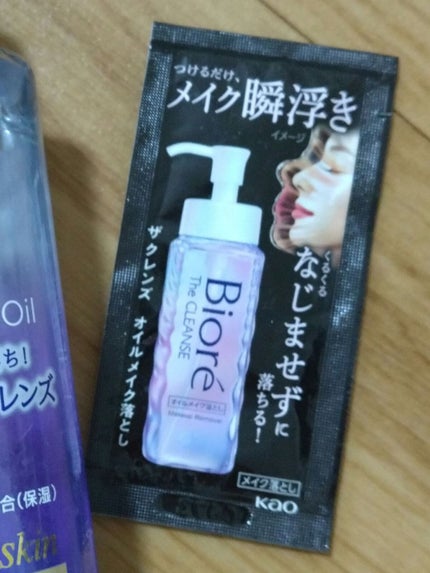 つけるだけ、
メイク瞬浮き
イメージ
くるくる
なじませずに
落ちる!
ザクレンズ オイルメイク落とし
Bioré
The CLEANSE
オイルメイク落とし
Makeup Remover
メイク落とし
Kao
Oil
ち!
レンズ
合(保湿)
skin